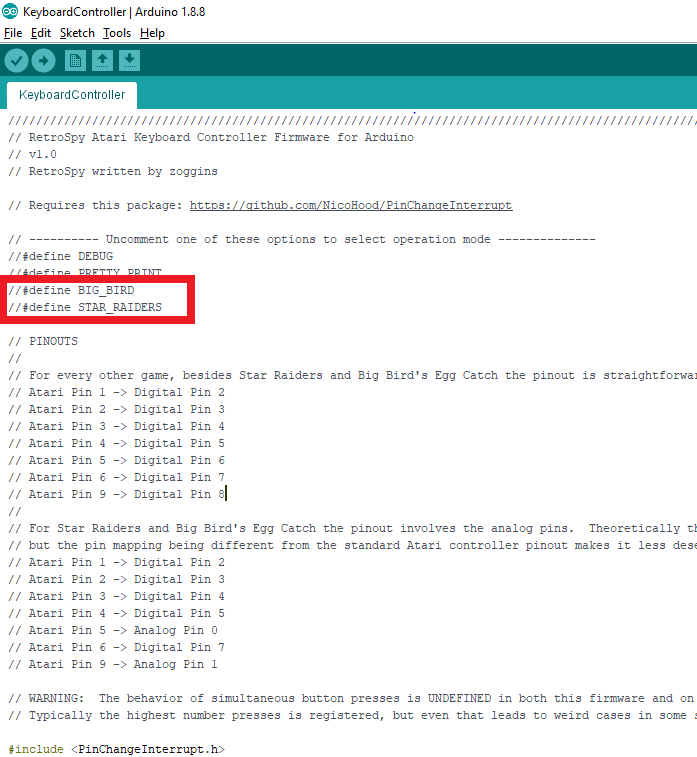 KeyboardController | Arduino 1.8.8
File Edit Sketch Tools Help
KeyboardController
////////////////////////////////////////////////////////////////////////////////////////////////////
// RetroSpy Atari Keyboard Controller Firmware for Arduino
// v1.0
// RetroSpy written by zoggins
// Requires this package: https://github.com/NicoHood/PinChangeInterrupt
// ---------- Uncomment one of these options to select operation mode --------------
//#define DEBUG
//#define PRETTY_PRINT
//#define BIG_BIRD
//#define STAR_RAIDERS
// PINOUTS
//
// For every other game, besides Star Raiders and Big Bird's Egg Catch the pinout is straightforwa
// Atari Pin 1 -> Digital Pin 2
// Atari Pin 2 -> Digital Pin 3
// Atari Pin 3 -> Digital Pin 4
// Atari Pin 4 -> Digital Pin 5
// Atari Pin 5 -> Digital Pin 6
// Atari Pin 6 -> Digital Pin 7
// Atari Pin 9 -> Digital Pin 8
//
// For Star Raiders and Big Bird's Egg Catch the pinout involves the analog pins.  Theoretically th
// but the pin mapping being different from the standard Atari controller pinout makes it less dese
// Atari Pin 1 -> Digital Pin 2
// Atari Pin 2 -> Digital Pin 3
// Atari Pin 3 -> Digital Pin 4
// Atari Pin 4 -> Digital Pin 5
// Atari Pin 5 -> Analog Pin 0
// Atari Pin 6 -> Digital Pin 7
// Atari Pin 9 -> Analog Pin 1
// WARNING:  The behavior of simultaneous button presses is UNDEFINED in both this firmware and on
// Typically the highest number presses is registered, but even that leads to weird cases in some s
#include <PinChangeInterrupt.h>